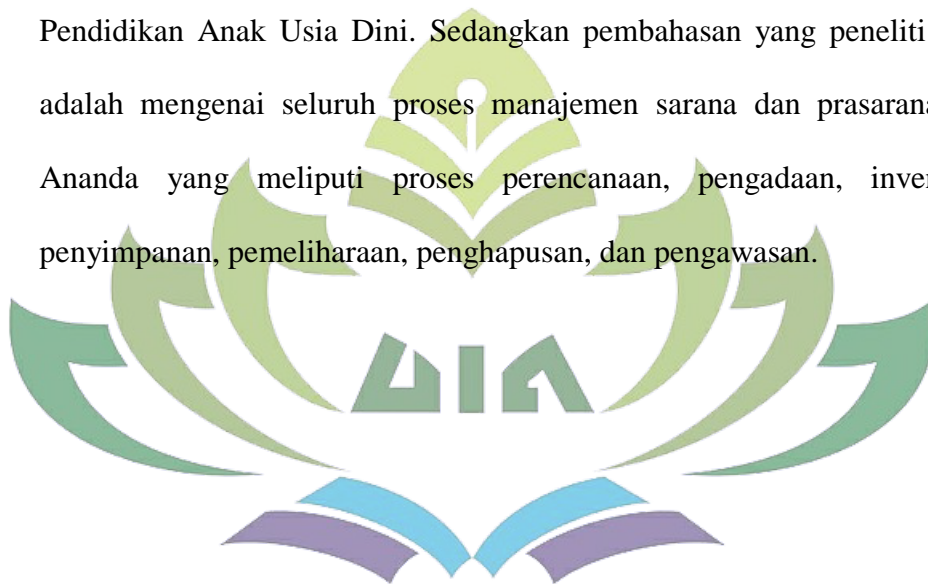 Pendidikan Anak Usia Dini. Sedangkan pembahasan yang peneliti
adalah mengenai seluruh proses manajemen sarana dan prasarana
Ananda yang meliputi proses perencanaan, pengadaan,
penyimpanan, pemeliharaan, penghapusan, dan pengawasan.
UIN